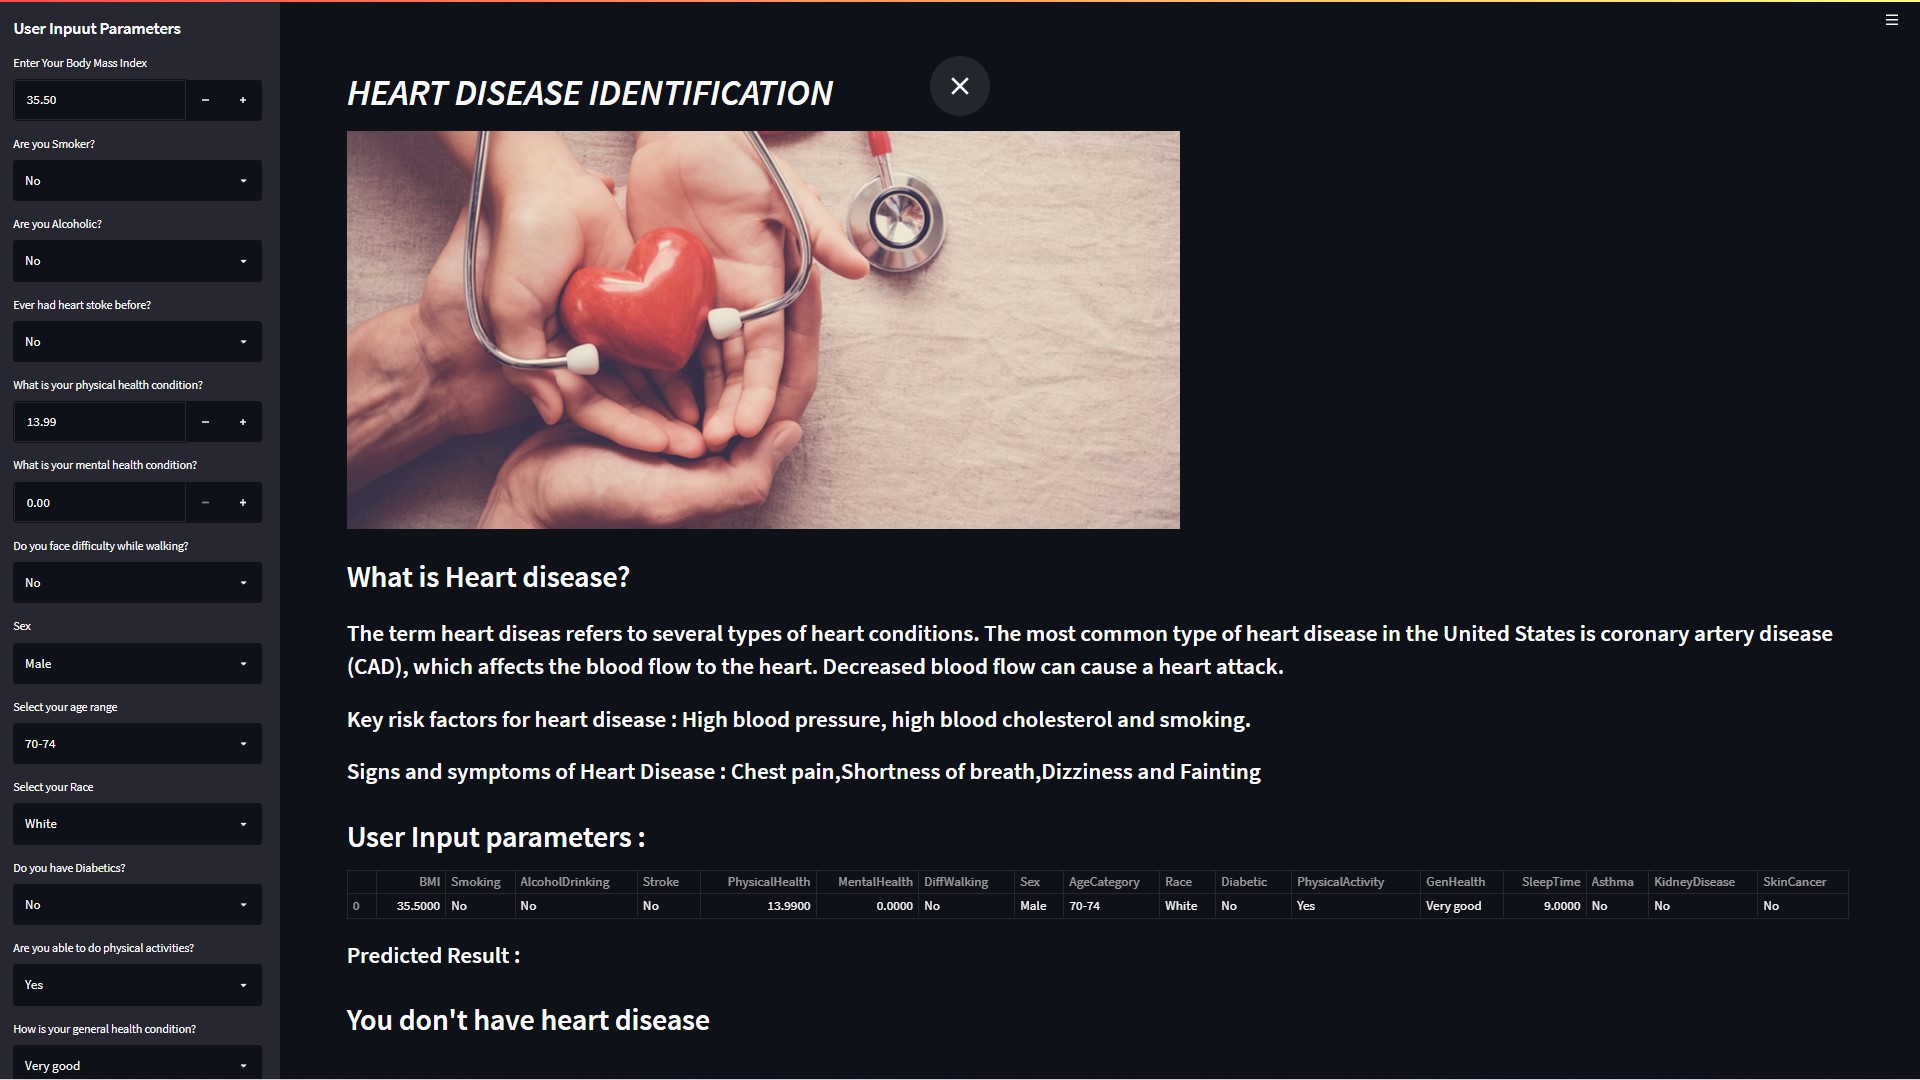 User Inpuut Parameters
Enter Your Body Mass Index
35.50
Are you Smoker?
No
Are you Alcoholic?
No
Ever had heart stoke before?
No
What is your physical health condition?
13.99
What is your mental health condition?
0.00
Do you face difficulty while walking?
No
Sex
Male
Select your age range
70-74
Select your Race
White
Do you have Diabetics?
No
Are you able to do physical activities?
Yes
How is your general health condition?
Very good
HEART DISEASE IDENTIFICATION
What is Heart disease?
The term heart diseas refers to several types of heart conditions. The most common type of heart disease in the United States is coronary artery disease
(CAD), which affects the blood flow to the heart. Decreased blood flow can cause a heart attack.
Key risk factors for heart disease : High blood pressure, high blood cholesterol and smoking.
Signs and symptoms of Heart Disease : Chest pain,Shortness of breath,Dizziness and Fainting
User Input parameters :
BMI Smoking AlcoholDrinking Stroke PhysicalHealth MentalHealth DiffWalking Sex AgeCategory Race Diabetic PhysicalActivity GenHealth SleepTime Asthma KidneyDisease SkinCancer
0 35.5000 No No No 13.9900 0.0000 No Male 70-74 White No Yes Very good 9.0000 No No No
Predicted Result :
You don't have heart disease